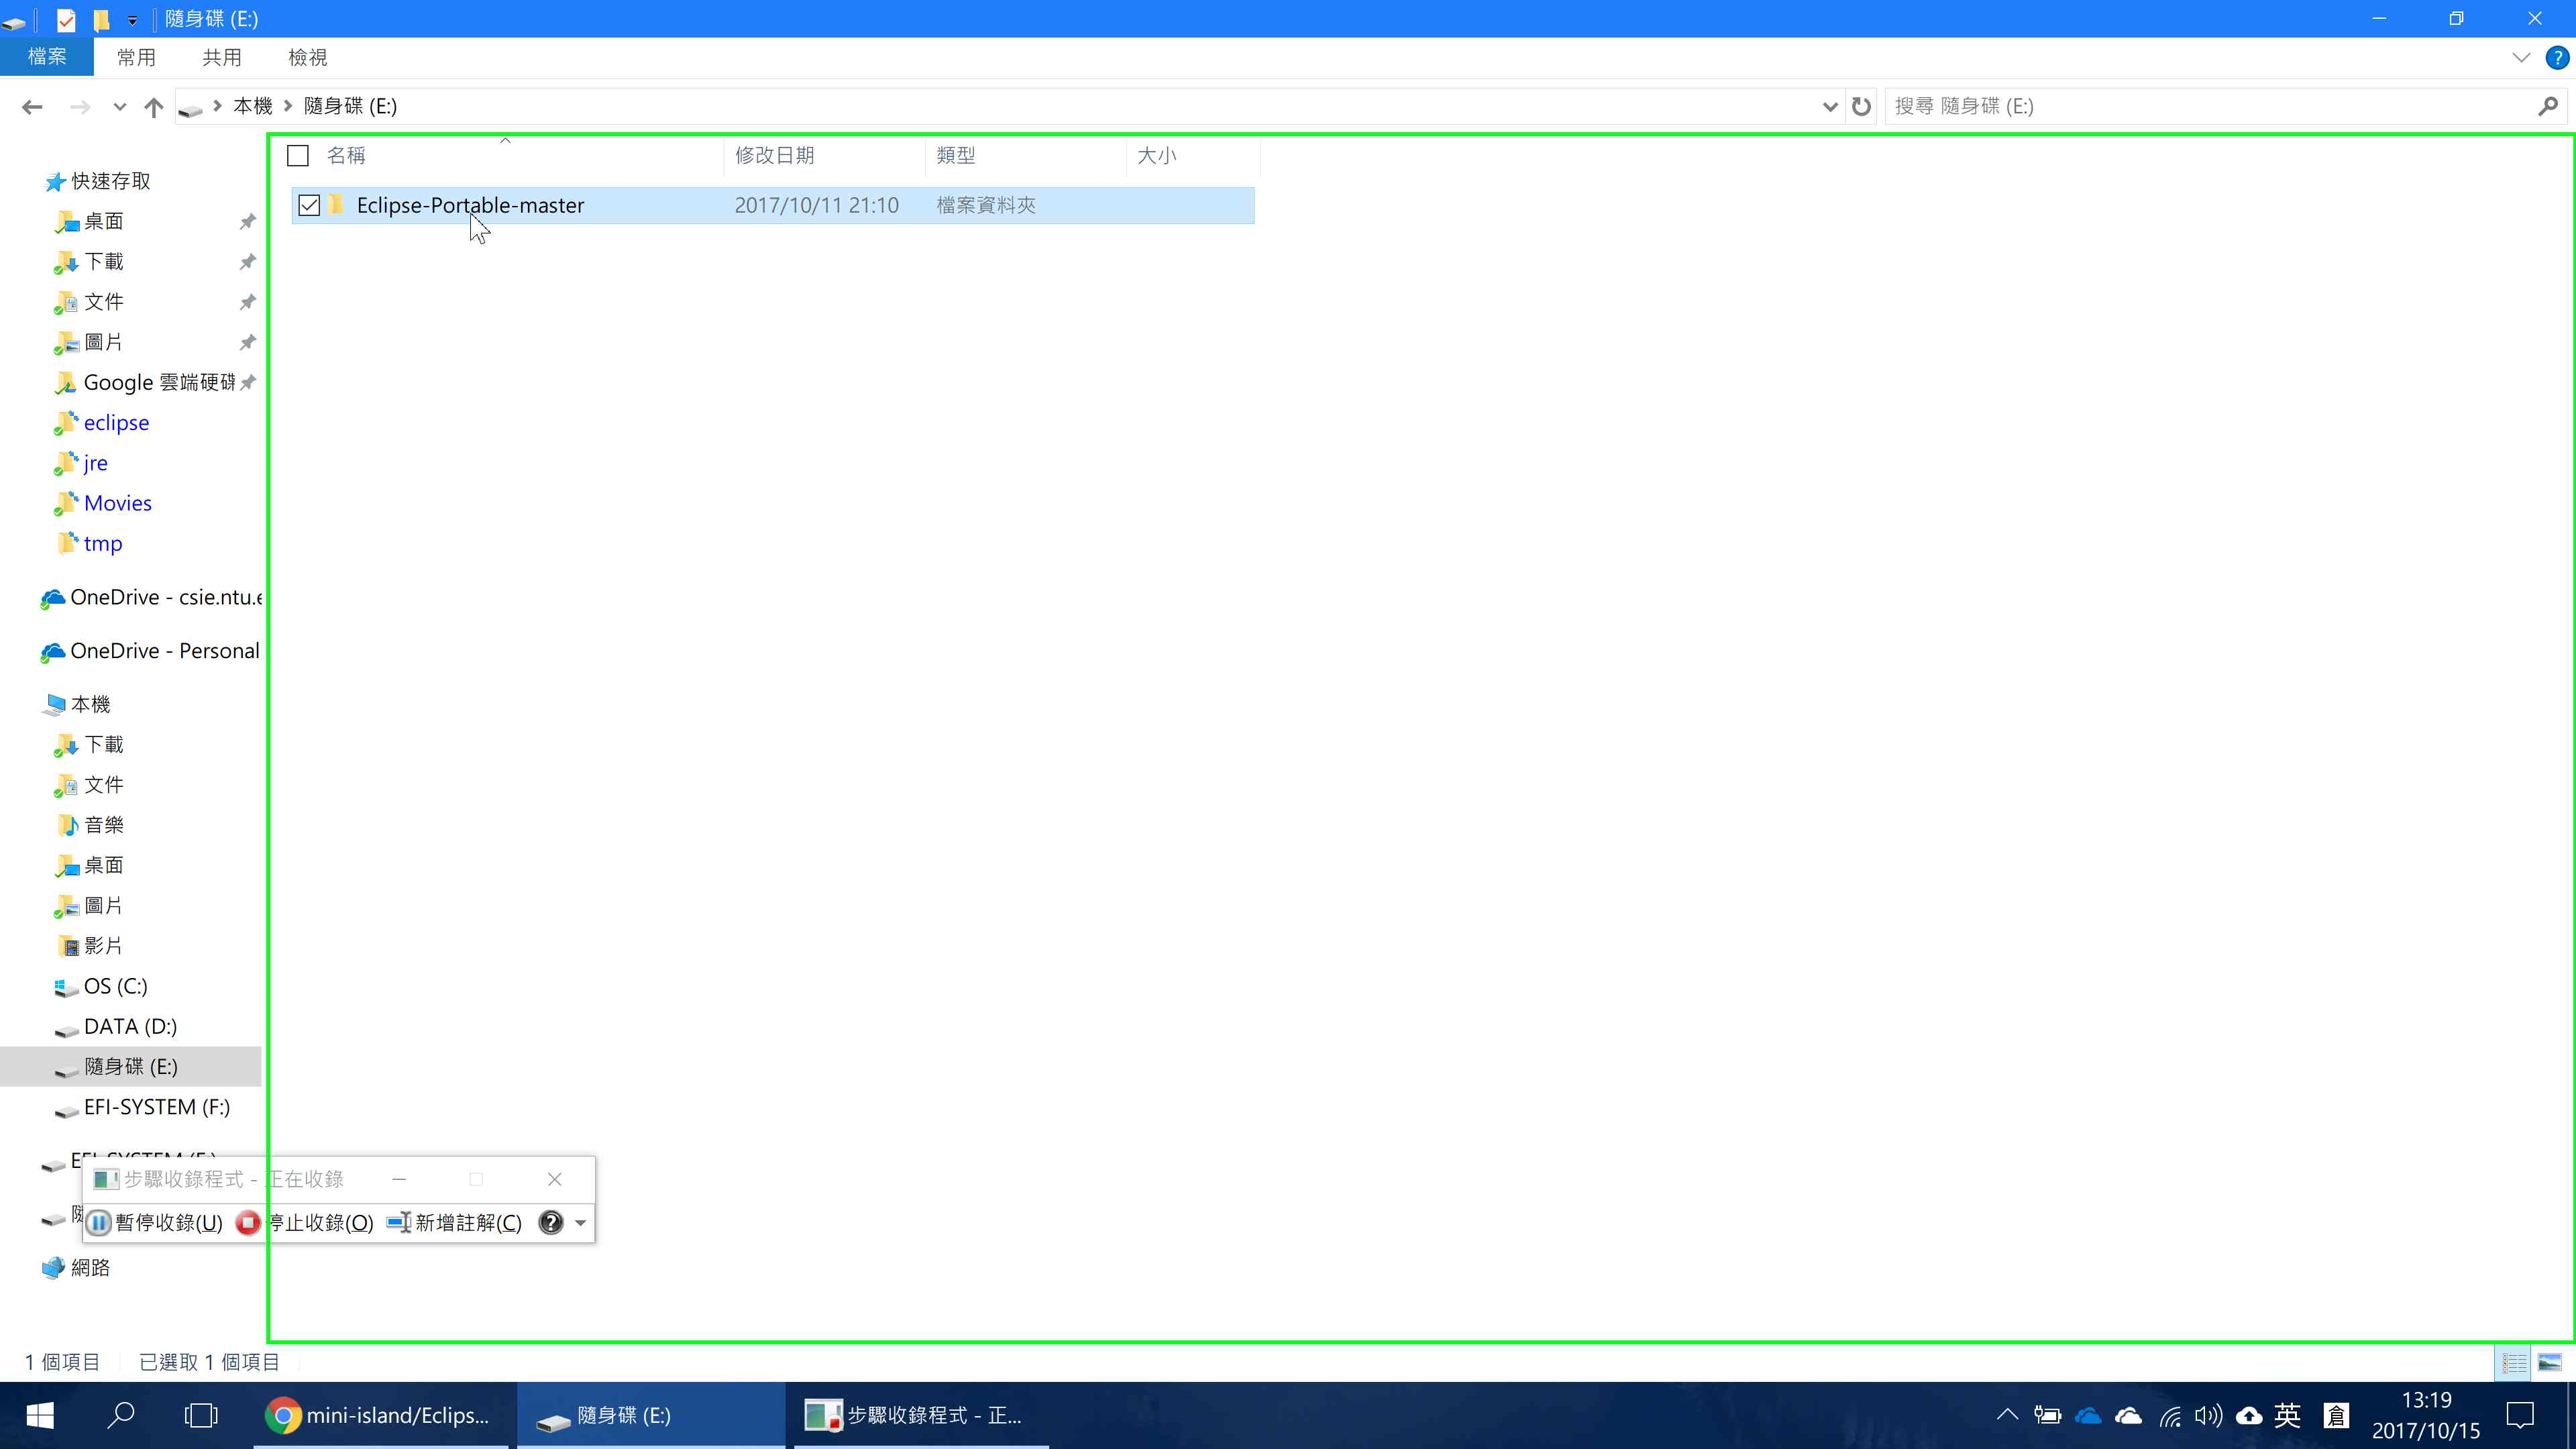 隨身碟 (E:)
檔案 常用 共用 檢視
本機 隨身碟 (E:) 搜尋 隨身碟 (E:)
名稱 修改日期 類型 大小
Eclipse-Portable-master 2017/10/11 21:10 檔案資料夾
快速存取
桌面
下載
文件
圖片
Google 雲端硬碟
eclipse
jre
Movies
tmp
OneDrive - csie.ntu.e
OneDrive - Personal
本機
下載
文件
音樂
桌面
圖片
影片
OS (C:)
DATA (D:)
隨身碟 (E:)
EFI-SYSTEM (F:)
EFI-SYSTEM (F:)
步驟收錄程式 - 正在收錄
隨
暫停收錄(U) 停止收錄(O) 新增註解(C)
網路
1 個項目 已選取 1 個項目
mini-island/Eclips... 隨身碟 (E:) 步驟收錄程式 - 正... 英 倉 13:19
2017/10/15